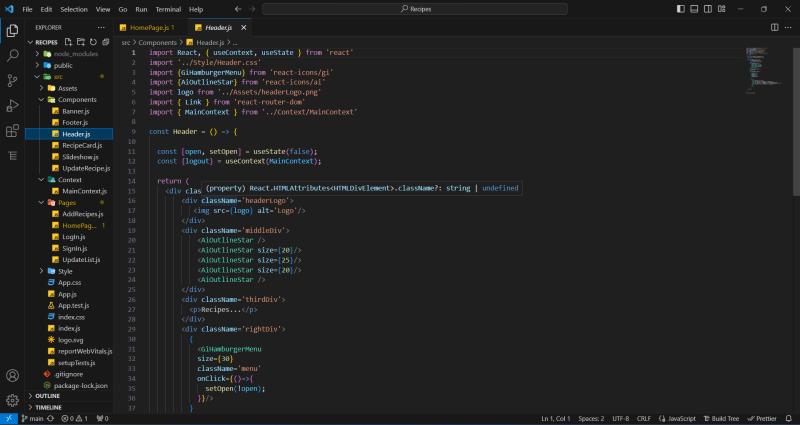 File Edit Selection View Go Run Terminal Help
Recipes
EXPLORER
HomePage.js 1
Header.js
RECIPES
node_modules
public
src
Assets
Components
Banner.js
Footer.js
Header.js
RecipeCard.js
Slideshow.js
UpdateRecipe.js
Context
MainContext.js
Pages
AddRecipes.js
HomePag... 1
LogIn.js
SignIn.js
UpdateList.js
Style
App.css
App.js
App.test.js
index.css
index.js
logo.svg
reportWebVitals.js
setupTests.js
.gitignore
package-lock.json
OUTLINE
TIMELINE
src > Components > Header.js > ...
1 import React, { useContext, useState } from 'react'
2 import '../Style/Header.css'
3 import {GiHamburgerMenu} from 'react-icons/gi'
4 import {AiOutlineStar} from 'react-icons/ai'
5 import logo from '../Assets/headerLogo.png'
6 import { Link } from 'react-router-dom'
7 import { MainContext } from '../Context/MainContext'
8
9 const Header = () => {
10
11 const [open, setOpen] = useState(false);
12 const {logout} = useContext(MainContext);
13
14 return (
(property) React.HTMLAttributes<HTMLDivElement>.className?: string | undefined
15 <div clas
16 <div className='headerLogo'>
17 <img src={logo} alt='Logo'/>
18 </div>
19 <div className='middleDiv'>
20 <AiOutlineStar />
21 <AiOutlineStar size={20}/>
22 <AiOutlineStar size={25}/>
23 <AiOutlineStar size={20}/>
24 <AiOutlineStar />
25 </div>
26 <div className='thirdDiv'>
27 <p>Recipes...</p>
28 </div>
29 <div className='rightDiv'>
30 {
31 <GiHamburgerMenu
32 size={30}
33 className='menu'
34 onClick={()=>{
35 setOpen(!open);
36 }}/>
37 }
main 0 1 0 Ln 1, Col 1 Spaces: 2 UTF-8 CRLF JavaScript Build Tree Prettier